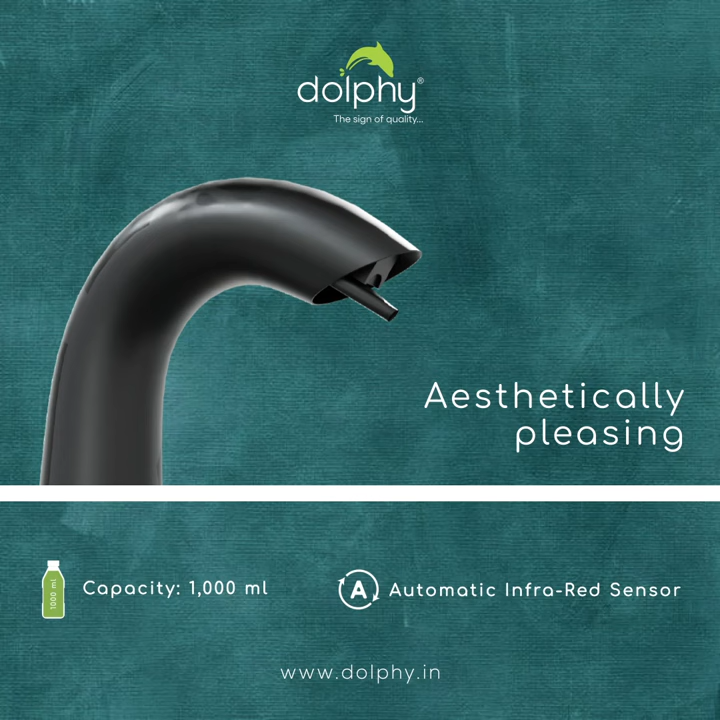 dolphy®
The sign of quality...
Aesthetically
pleasing
1000 ml
Capacity: 1,000 ml
A
Automatic Infra-Red Sensor
www.dolphy.in